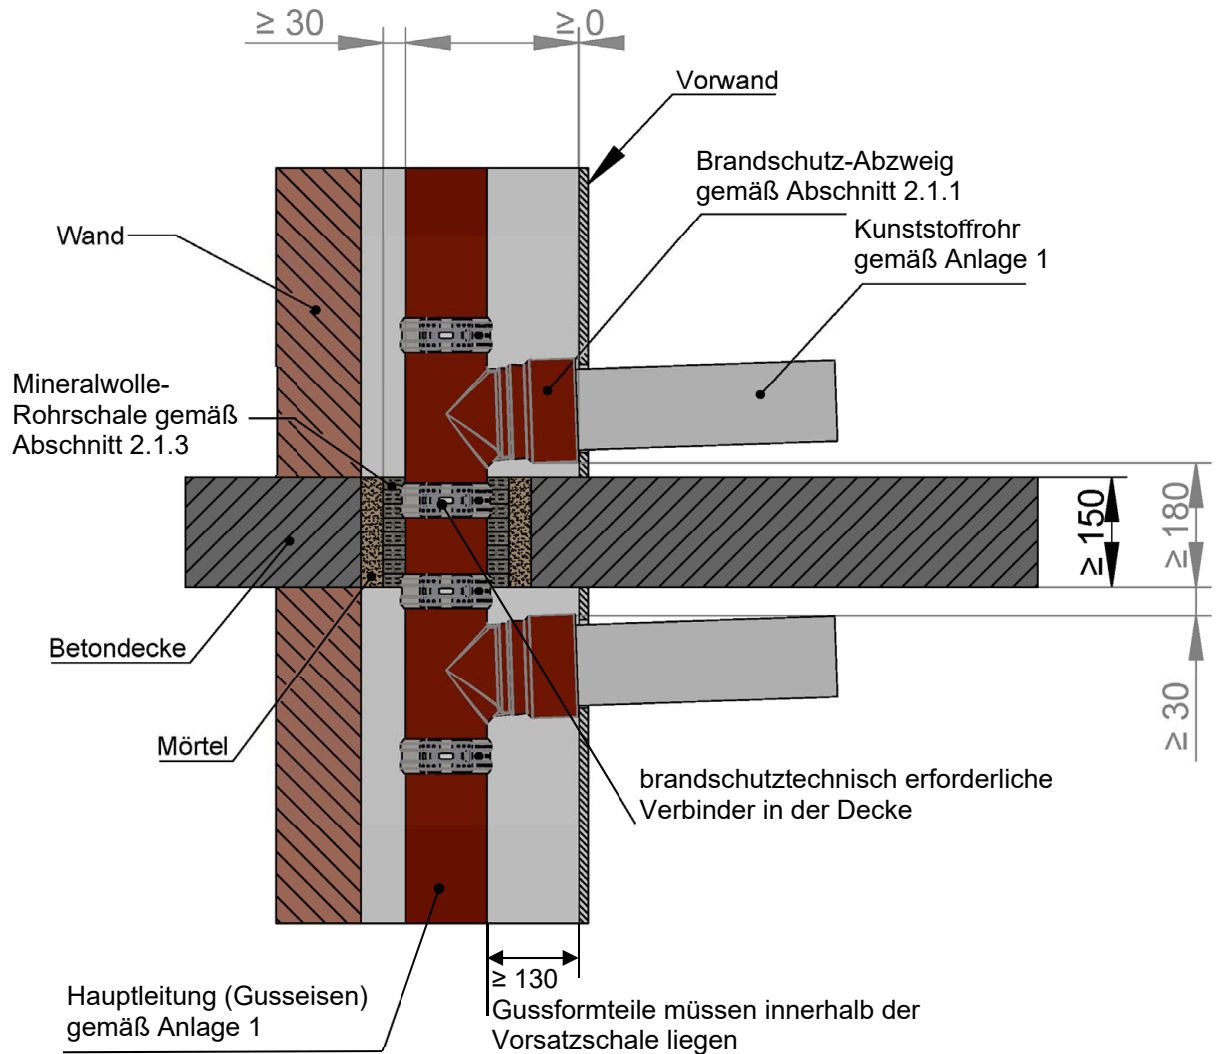 ≥ 30
≥ 0
Vorwand
Brandschutz-Abzweig
gemäß Abschnitt 2.1.1
Kunststoffrohr
gemäß Anlage 1
Wand
Mineralwolle-
Rohrschale gemäß
Abschnitt 2.1.3
≥ 150
≥ 180
≥ 30
Betondecke
Mörtel
brandschutztechnisch erforderliche
Verbinder in der Decke
≥ 130
Gussformteile müssen innerhalb der
Vorsatzschale liegen
Hauptleitung (Gusseisen)
gemäß Anlage 1